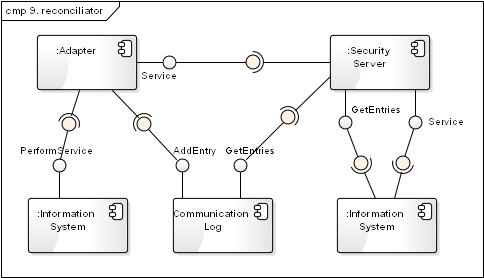 cmp 9. reconciliator
:Adapter
:Security
Server
Service
GetEntries
Service
PerformService
AddEntry
GetEntries
:Information
System
Communication
Log
:Information
System